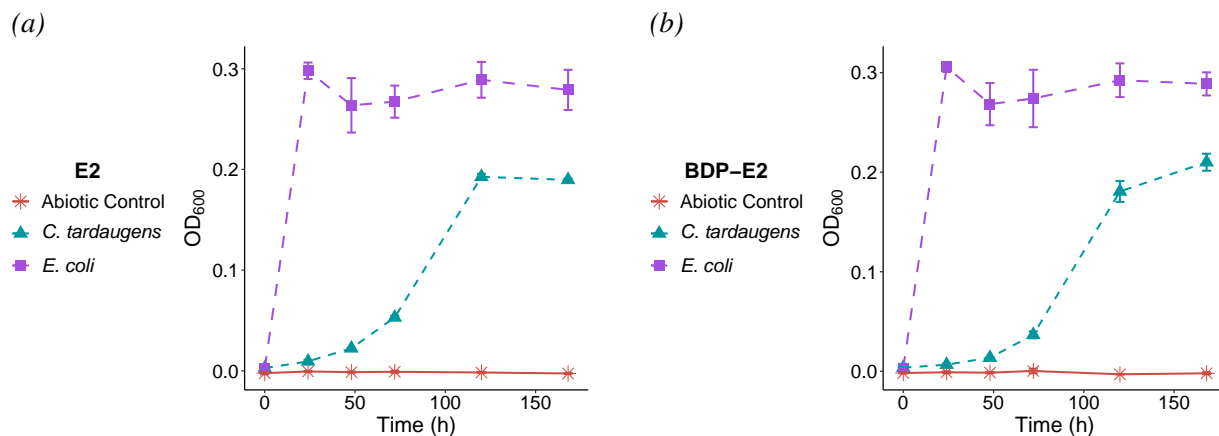 (a)
E2
Abiotic Control
C. tardaugens
E. coli
OD600
0.3
0.2
0.1
0.0
0
50
100
150
Time (h)
(b)
BDP−E2
Abiotic Control
C. tardaugens
E. coli
OD600
0.3
0.2
0.1
0.0
0
50
100
150
Time (h)